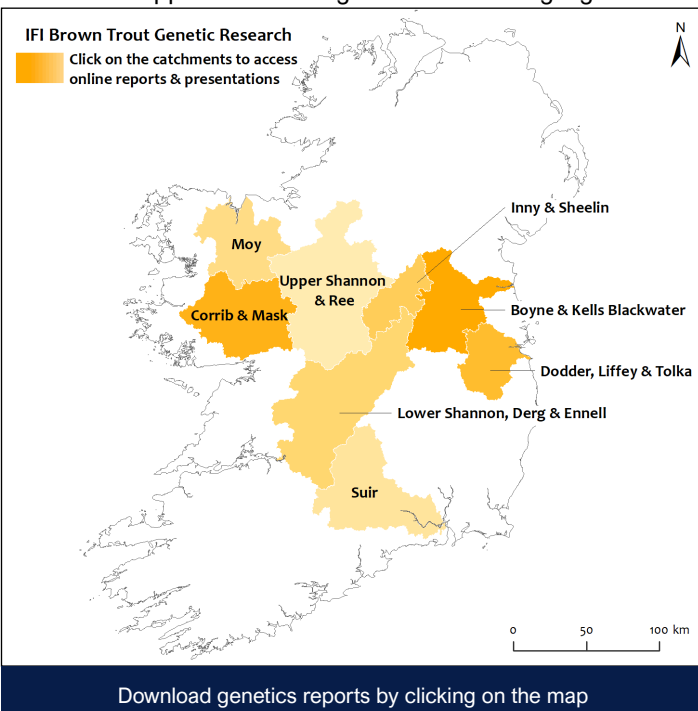 IFI Brown Trout Genetic Research
Click on the catchments to access
online reports & presentations
N
Inny & Sheelin
Moy
Upper Shannon
& Ree
Corrib & Mask
Boyne & Kells Blackwater
Dodder, Liffey & Tolka
Lower Shannon, Derg & Ennell
Suir
0 50 100 km
Download genetics reports by clicking on the map